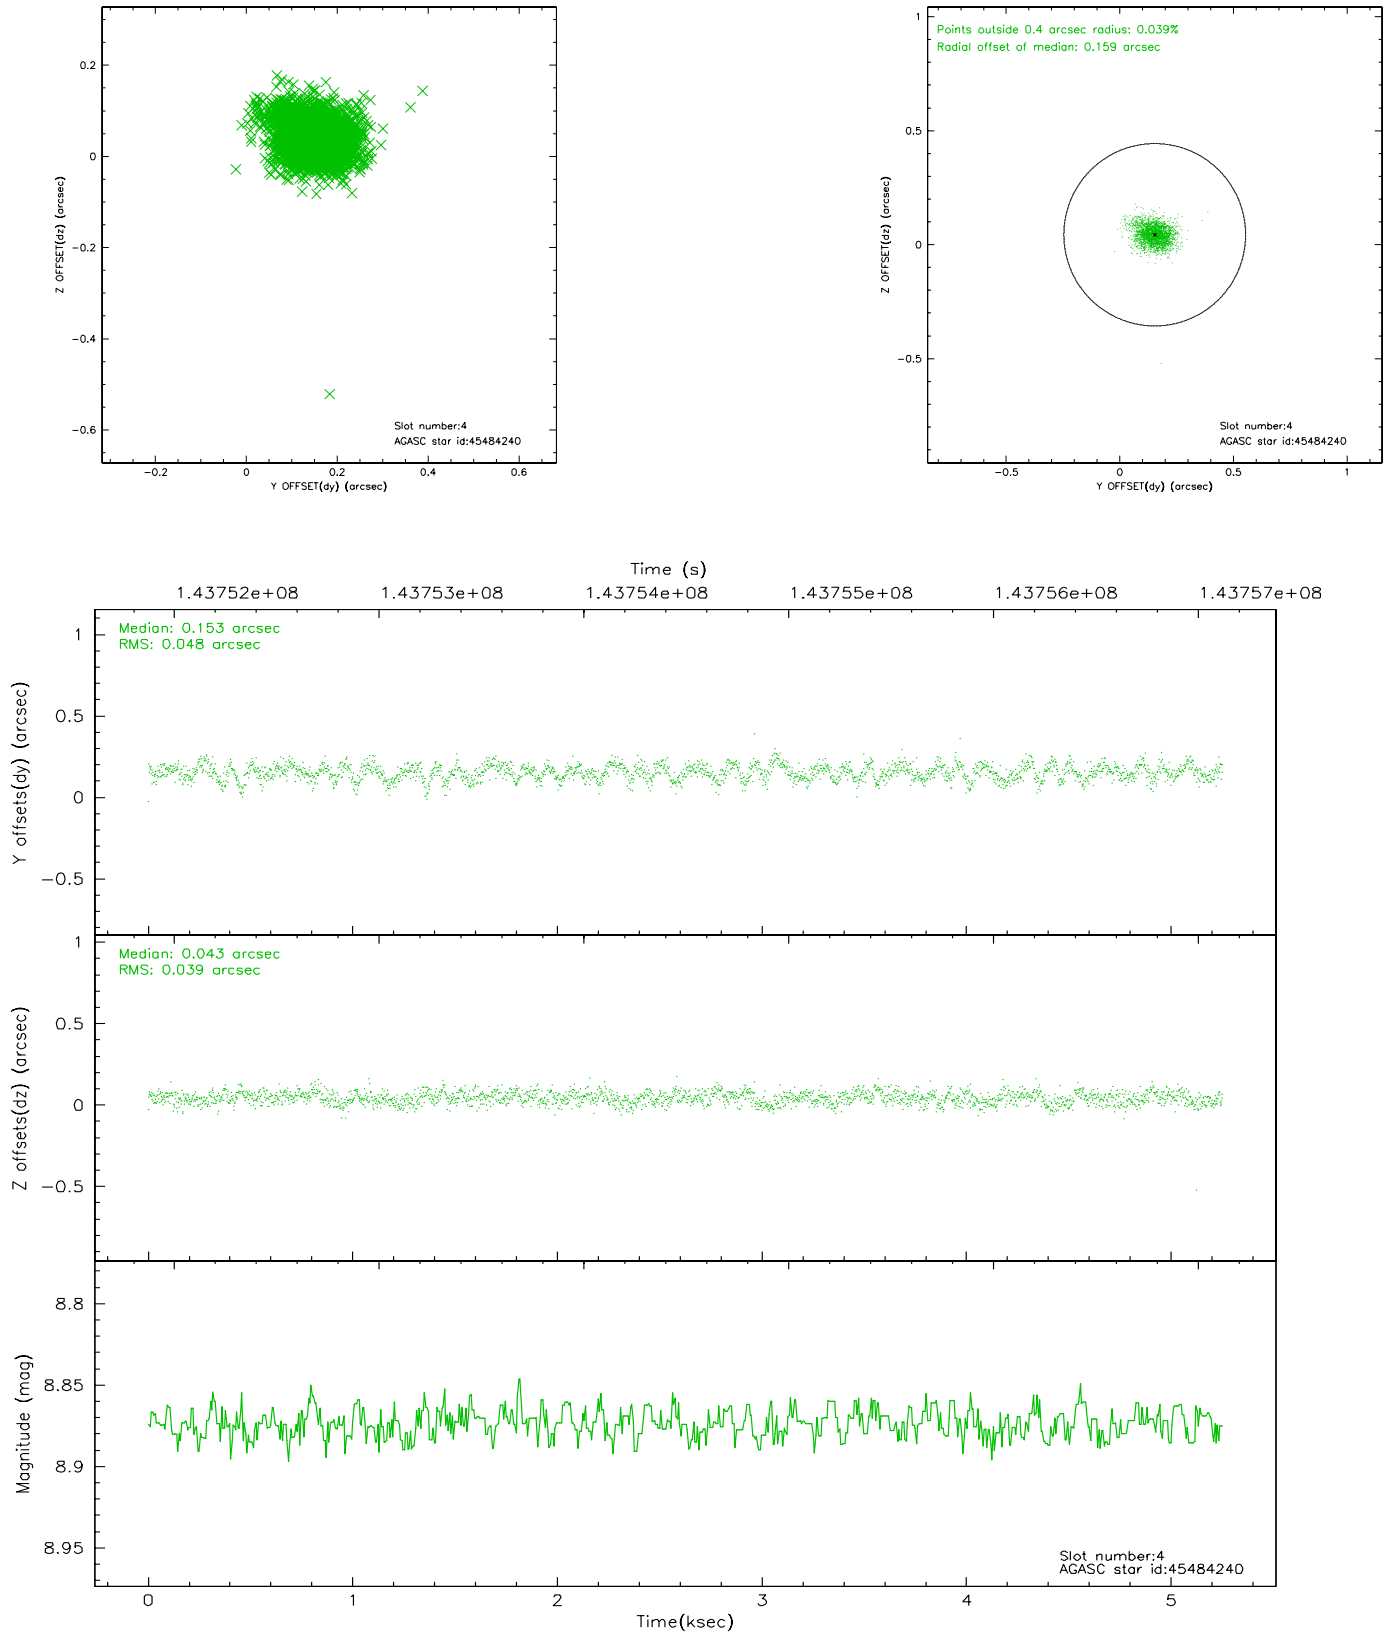 0.2
0
−0.2
−0.4
−0.6
Z OFFSET(dz) (arcsec)
Slot number:4
AGASC star id:45484240
−0.2 0 0.2 0.4 0.6
Y OFFSET(dy) (arcsec)
Points outside 0.4 arcsec radius: 0.039%
Radial offset of median: 0.159 arcsec
1
0.5
0
−0.5
Z OFFSET(dz) (arcsec)
Slot number:4
AGASC star id:45484240
−0.5 0 0.5 1
Y OFFSET(dy) (arcsec)
Time (s)
1.43752e+08 1.43753e+08 1.43754e+08 1.43755e+08 1.43756e+08 1.43757e+08
Median: 0.153 arcsec
RMS: 0.048 arcsec
1
0.5
0
−0.5
Y offsets(dy) (arcsec)
Median: 0.043 arcsec
RMS: 0.039 arcsec
1
0.5
0
−0.5
Z offsets(dz) (arcsec)
8.8
8.85
8.9
8.95
Magnitude (mag)
Slot number:4
AGASC star id:45484240
0 1 2 3 4 5
Time(ksec)